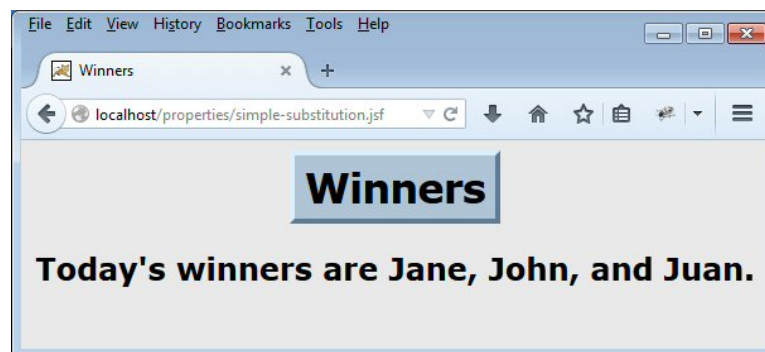 File Edit View History Bookmarks Tools Help
Winners
localhost/properties/simple-substitution.jsf
Winners
Today's winners are Jane, John, and Juan.